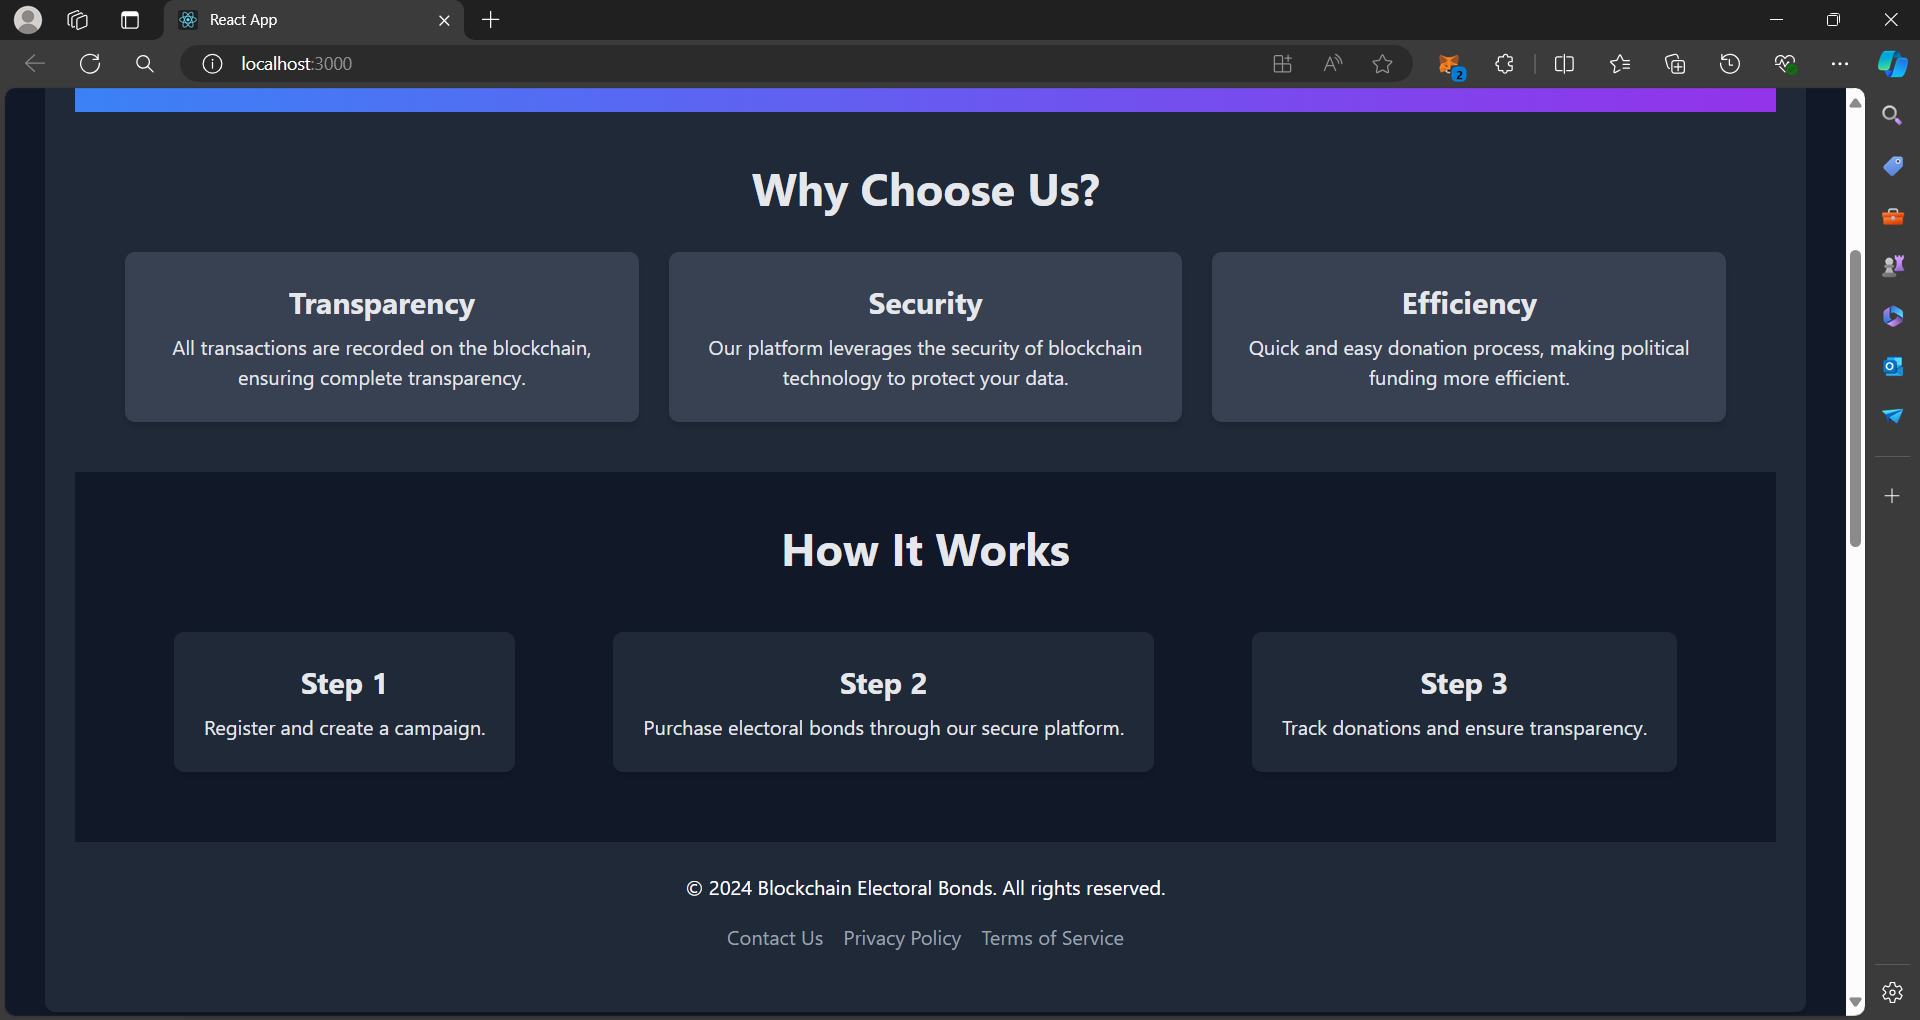 React App
localhost:3000
2
Why Choose Us?
Transparency
All transactions are recorded on the blockchain,
ensuring complete transparency.
Security
Our platform leverages the security of blockchain
technology to protect your data.
Efficiency
Quick and easy donation process, making political
funding more efficient.
How It Works
Step 1
Register and create a campaign.
Step 2
Purchase electoral bonds through our secure platform.
Step 3
Track donations and ensure transparency.
© 2024 Blockchain Electoral Bonds. All rights reserved.
Contact Us Privacy Policy Terms of Service